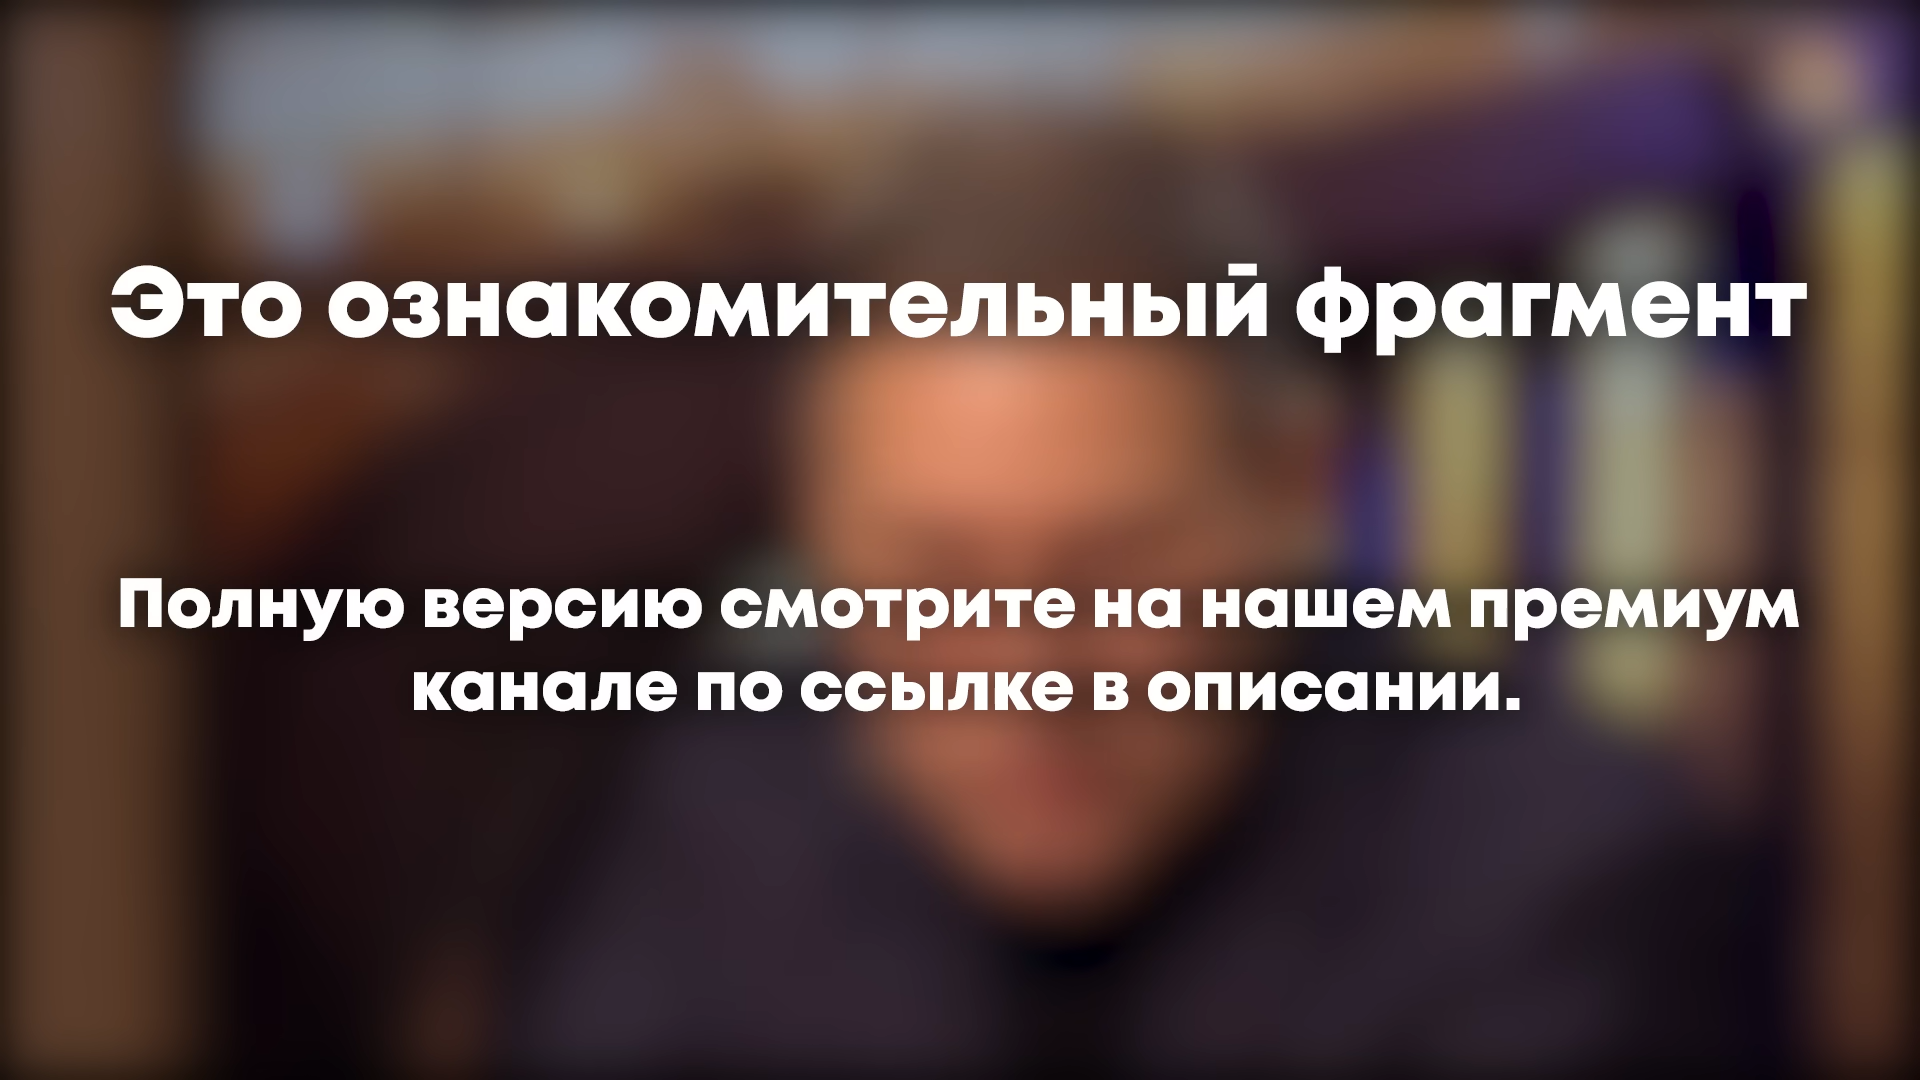 Это ознакомительный фрагмент
Полную версию смотрите на нашем премиум
канале по ссылке в описании.